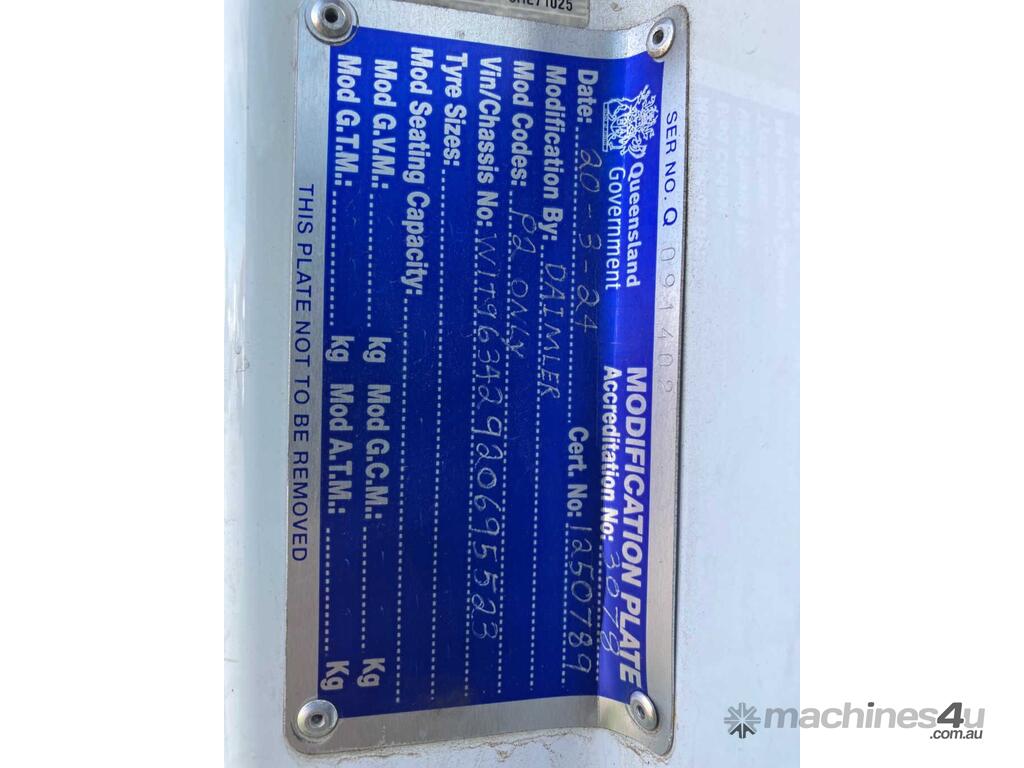 SER NO. Q 091402
Queensland Government
MODIFICATION PLATE
Accreditation No: 3078
Date: 20-3-24 Cert. No: 1250789
Modification By: DAIMLER
Mod Codes: P2 ONLY
Vin/Chassis No: W1T96342920695523
Tyre Sizes:
Mod Seating Capacity:
Mod G.V.M.: kg Mod G.C.M.: Kg
Mod G.T.M.: kg Mod A.T.M.: Kg
THIS PLATE NOT TO BE REMOVED
machines4u
.com.au